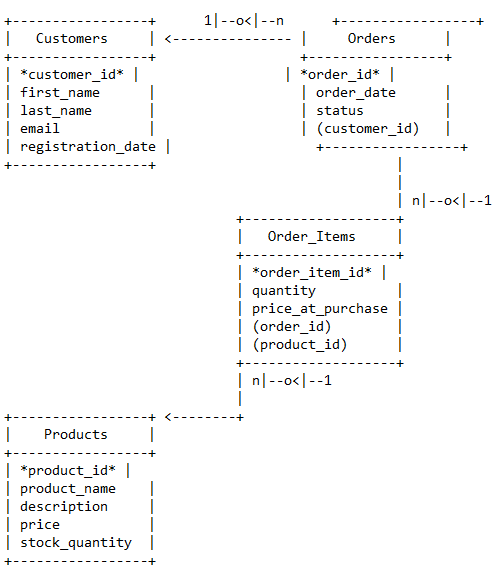 +-----------------+      1|--o<|--n      +-----------------+
|   Customers     | <--------------- |     Orders      |
+-----------------+                  +-----------------+
| *customer_id* |                  | *order_id* |
| first_name      |                  | order_date      |
| last_name       |                  | status          |
| email           |                  | (customer_id)   |
| registration_date |                  +-----------------+
+-----------------+                            |
                                               |
                                               | n|--o<|--1
                             +-------------------+
                             |   Order_Items     |
                             +-------------------+
                             | *order_item_id* |
                             | quantity          |
                             | price_at_purchase |
                             | (order_id)        |
                             | (product_id)      |
                             +-------------------+
                             | n|--o<|--1
                             |
+-----------------+ <--------+
|    Products     |
+-----------------+
| *product_id* |
| product_name    |
| description     |
| price           |
| stock_quantity  |
+-----------------+